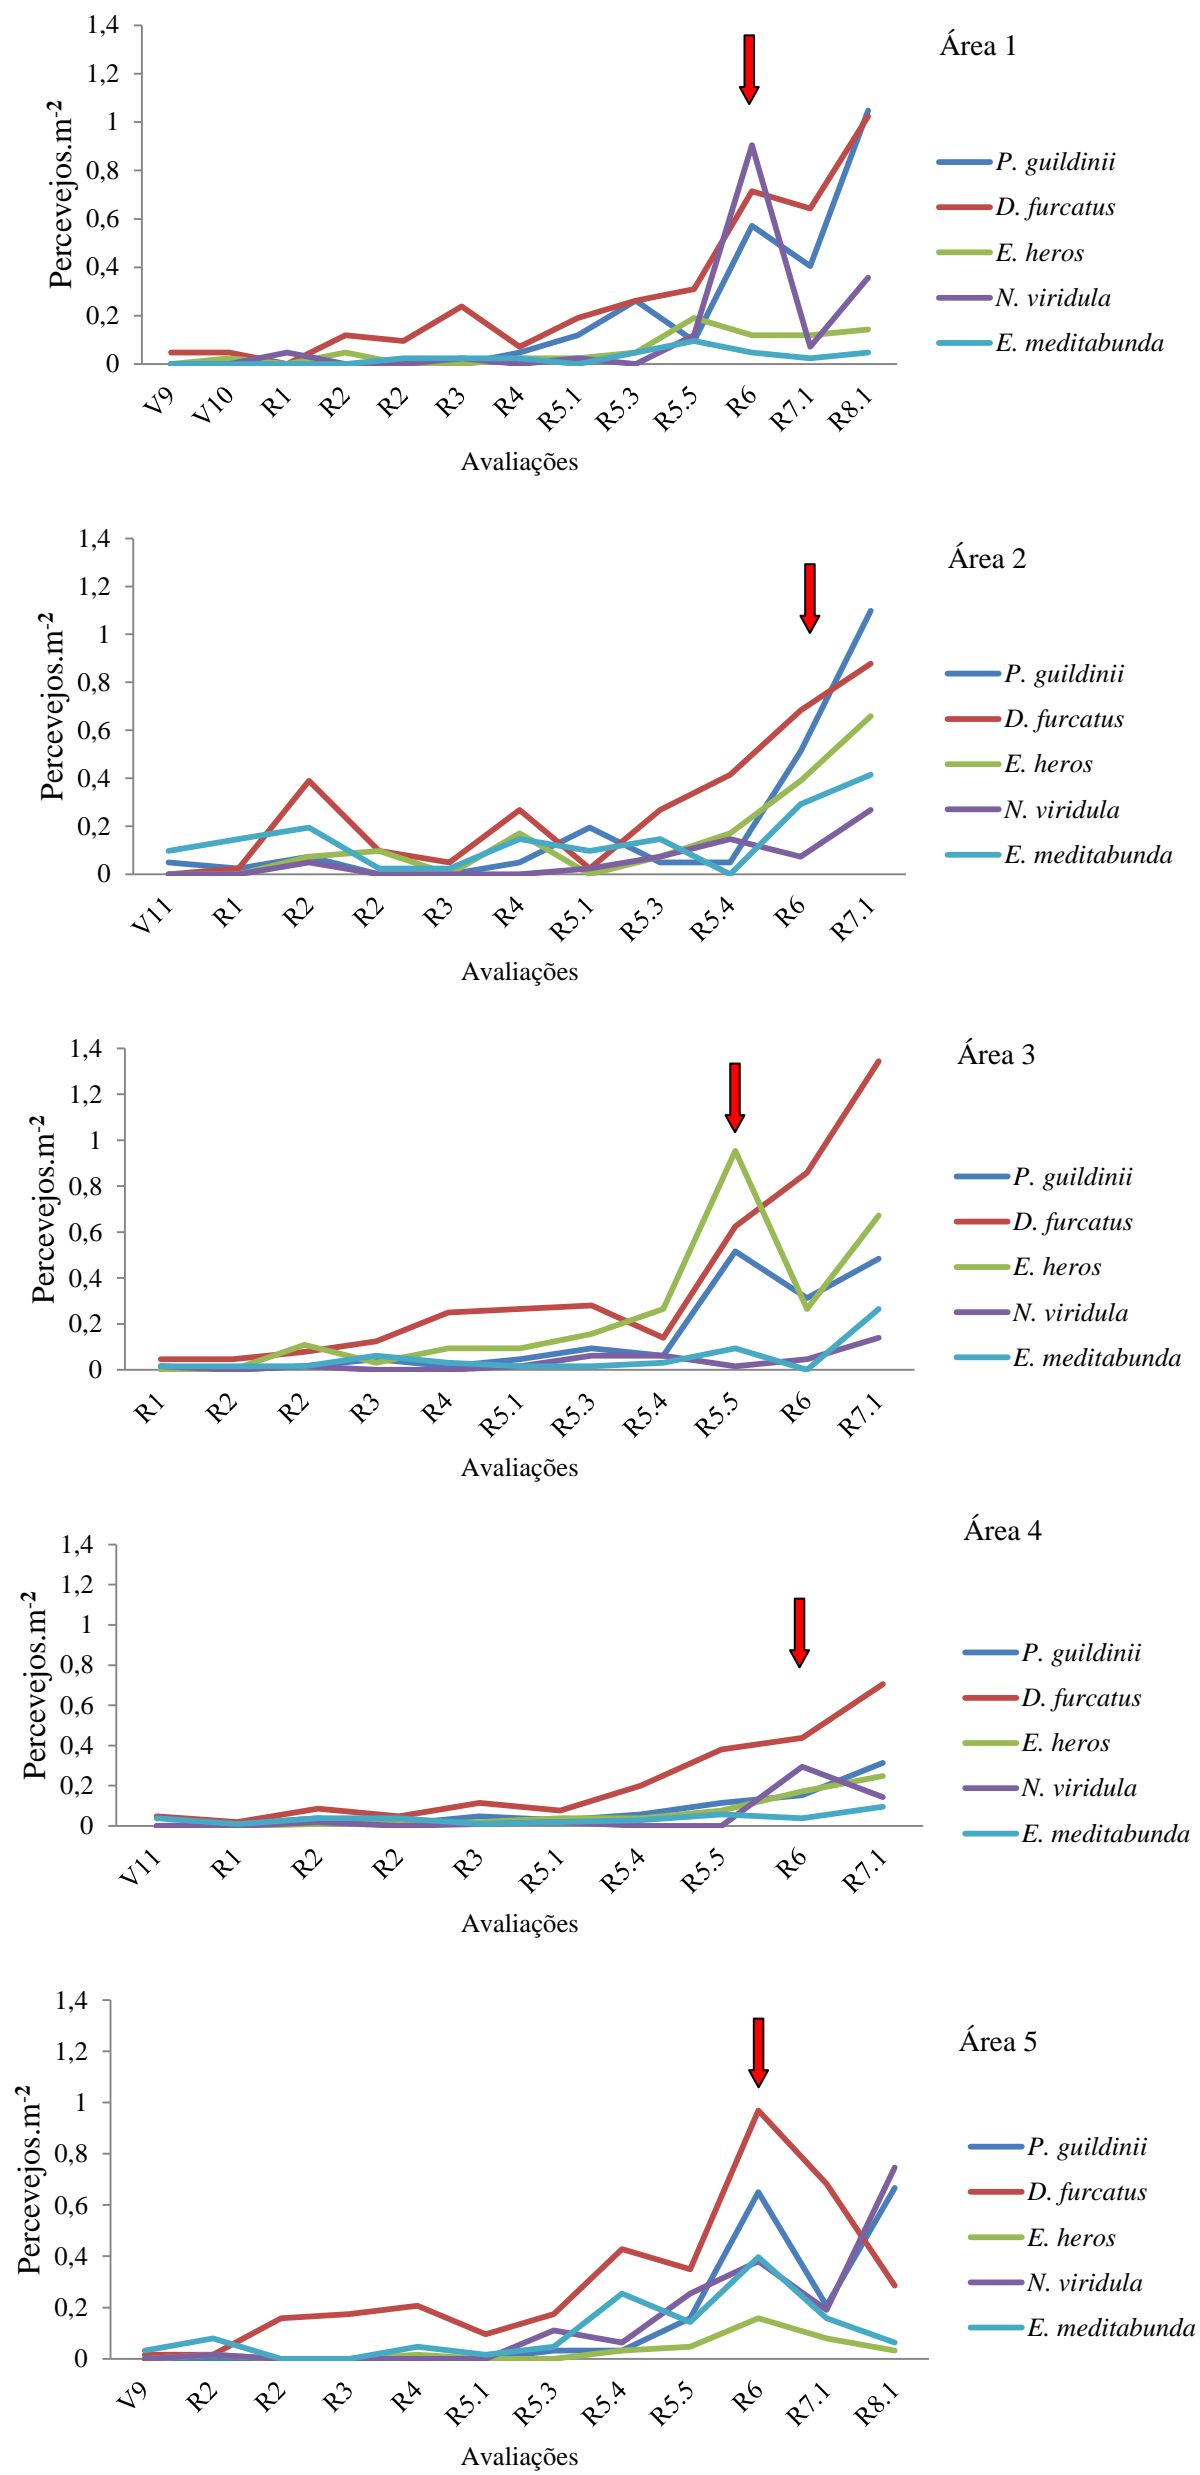 Área 1
Percevejos.m-2
1,4
1,2
1
0,8
0,6
0,4
0,2
0
V9 V10 R1 R2 R2 R3 R4 R5.1 R5.3 R5.5 R6 R7.1 R8.1
Avaliações
P. guildinii
D. furcatus
E. heros
N. viridula
E. meditabunda
Área 2
Percevejos.m-2
1,4
1,2
1
0,8
0,6
0,4
0,2
0
V11 R1 R2 R2 R3 R4 R5.1 R5.3 R5.4 R6 R7.1
Avaliações
P. guildinii
D. furcatus
E. heros
N. viridula
E. meditabunda
Área 3
Percevejos.m-2
1,4
1,2
1
0,8
0,6
0,4
0,2
0
R1 R2 R2 R3 R4 R5.1 R5.3 R5.4 R5.5 R6 R7.1
Avaliações
P. guildinii
D. furcatus
E. heros
N. viridula
E. meditabunda
Área 4
Percevejos.m-2
1,4
1,2
1
0,8
0,6
0,4
0,2
0
V11 R1 R2 R2 R3 R5.1 R5.4 R5.5 R6 R7.1
Avaliações
P. guildinii
D. furcatus
E. heros
N. viridula
E. meditabunda
Área 5
Percevejos.m-2
1,4
1,2
1
0,8
0,6
0,4
0,2
0
V9 R2 R2 R3 R4 R5.1 R5.3 R5.4 R5.5 R6 R7.1 R8.1
Avaliações
P. guildinii
D. furcatus
E. heros
N. viridula
E. meditabunda